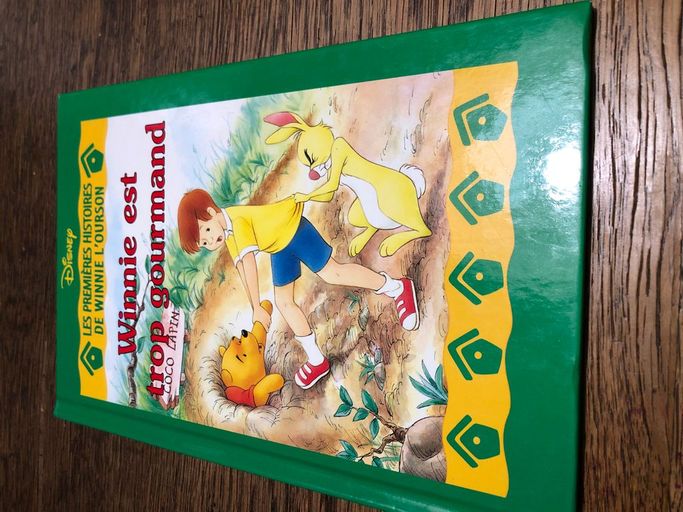 Disney
LES PREMIÈRES HISTOIRES
DE WINNIE L'OURSON
Winnie est
trop gourmand
COCO LAPIN